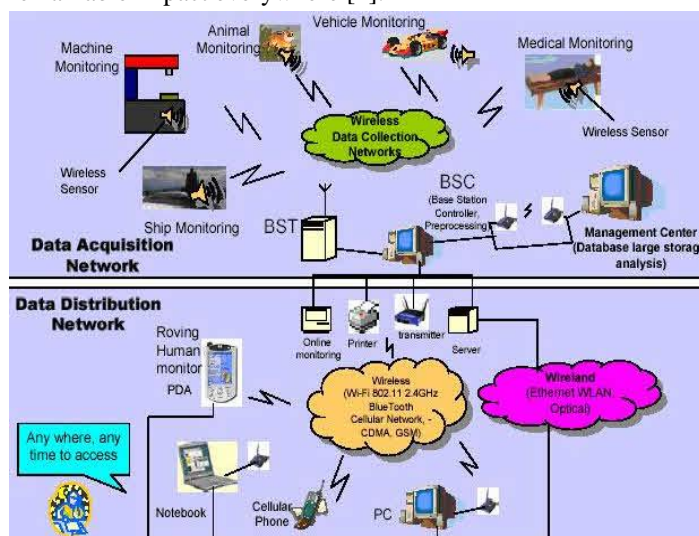 Vehicle Monitoring
Animal
Monitoring
Machine
Monitoring
Medical Monitoring
Wireless
Data Collection
Networks
Wireless Sensor
Wireless
Sensor
Ship Monitoring
BST
BSC
(Base Station
Controller,
Preprocessing)
Management Center
(Database large storag
analysis)
Data Acquisition
Network
Data Distribution
Network
Online
monitoring
Printer
transmitter
Server
Roving
Human
monitor
PDA
Wireless
(Wi-Fi 802.11 2.4GHz
BlueTooth
Cellular Network, -
CDMA, GSM)
Wireland
(Ethernet WLAN,
Optical)
Any where, any
time to access
Notebook
Cellular
Phone
PC